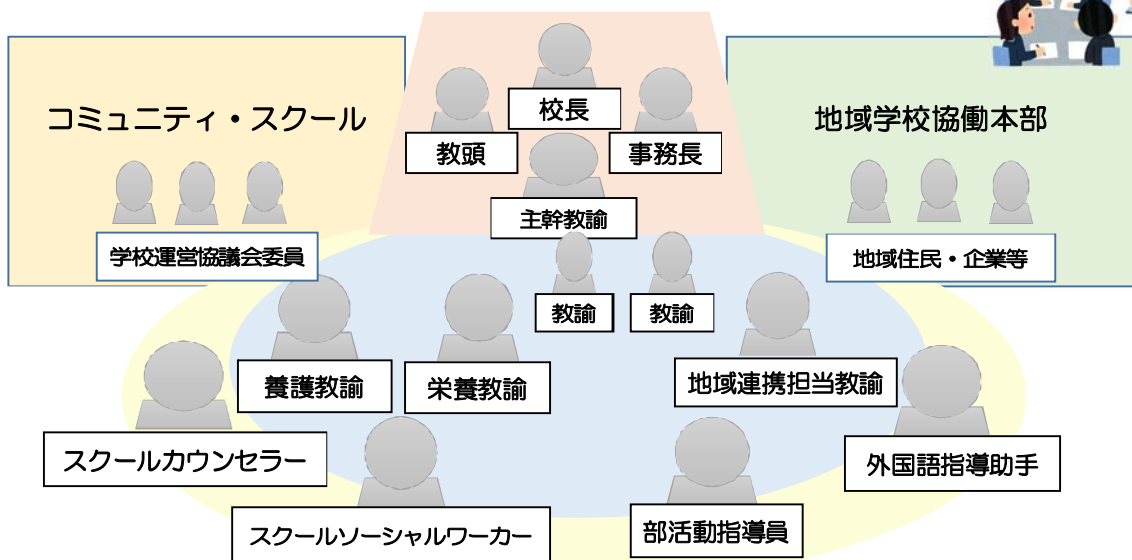 コミュニティ・スクール
校長
地域学校協働本部
教頭
事務長
主幹教諭
学校運営協議会委員
地域住民・企業等
教諭
教諭
養護教諭
栄養教諭
地域連携担当教諭
スクールカウンセラー
外国語指導助手
スクールソーシャルワーカー
部活動指導員